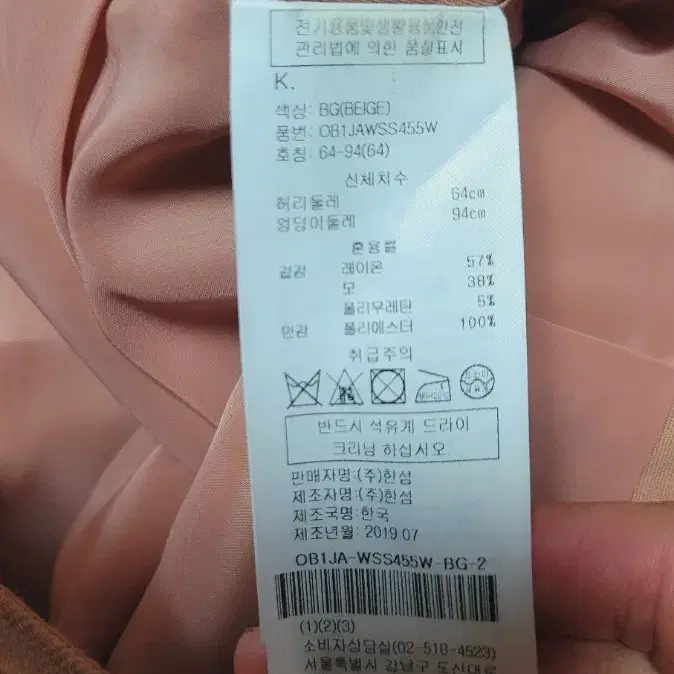 전기용품및생활용품안전
관리법에 의한 품질표시
K.
색상: BG(BEIGE)
품번: OB1JAWSS455W
호칭: 64-94(64)
신체치수
허리둘레 64cm
엉덩이둘레 94cm
혼용률
겉감 레이온 57%
모 38%
폴리우레탄 5%
안감 폴리에스터 100%
취급주의
반드시 석유계 드라이
크리닝 하십시오
판매자명:(주)한섬
제조자명:(주)한섬
제조국명:한국
제조년월: 2019.07
OB1JA-WSS455W-BG-2
(1)(2)(3)
소비자상담실(02-518-4523)
서울특별시 강남구 도산대로